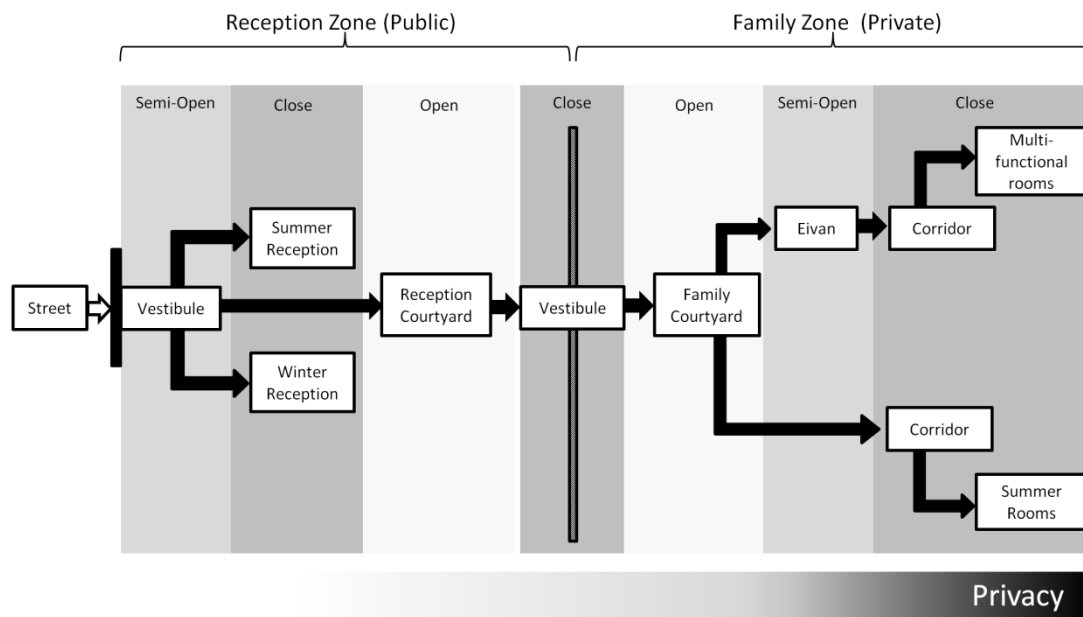 Reception Zone (Public)
Family Zone  (Private)
Semi-Open
Close
Open
Close
Open
Semi-Open
Close
Multi-
functional
rooms
Summer
Reception
Eivan
Corridor
Street
Vestibule
Reception
Courtyard
Vestibule
Family
Courtyard
Winter
Reception
Corridor
Summer
Rooms
Privacy